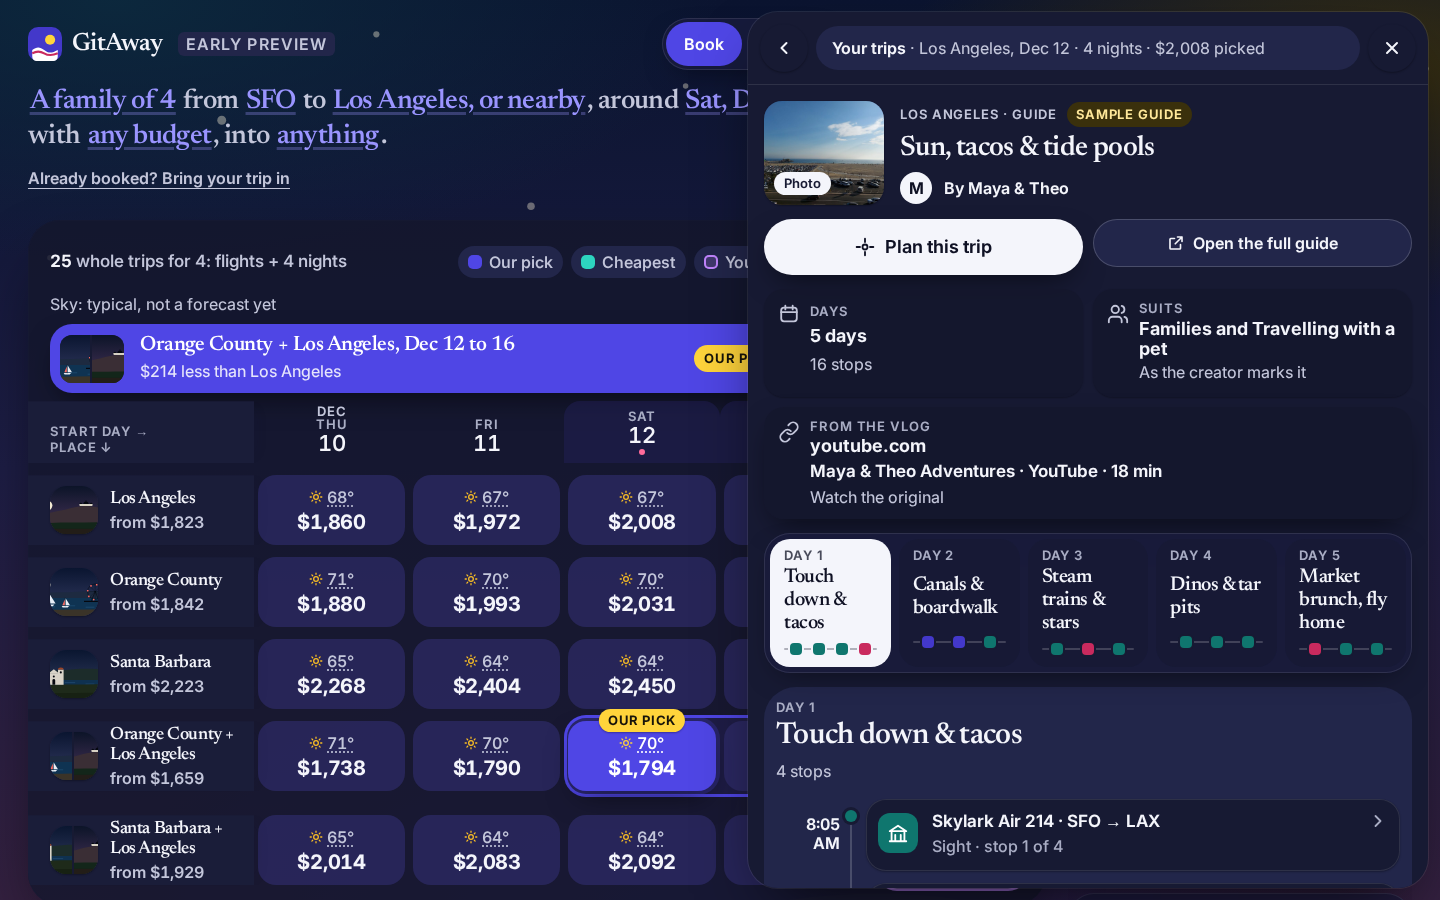 GitAway EARLY PREVIEW
Book
A family of 4 from SFO to Los Angeles, or nearby, around Sat, D
with any budget, into anything.
Already booked? Bring your trip in
25 whole trips for 4: flights + 4 nights
Our pick
Cheapest
You
Sky: typical, not a forecast yet
Orange County + Los Angeles, Dec 12 to 16
$214 less than Los Angeles
OUR P
START DAY →
PLACE ↓
DEC
THU
10
FRI
11
SAT
12
Los Angeles
from $1,823
68°
$1,860
67°
$1,972
67°
$2,008
Orange County
from $1,842
71°
$1,880
70°
$1,993
70°
$2,031
Santa Barbara
from $2,223
65°
$2,268
64°
$2,404
64°
$2,450
Orange County +
Los Angeles
from $1,659
71°
$1,738
70°
$1,790
OUR PICK
70°
$1,794
Santa Barbara +
Los Angeles
from $1,929
65°
$2,014
64°
$2,083
64°
$2,092
Your trips · Los Angeles, Dec 12 · 4 nights · $2,008 picked
Photo
LOS ANGELES · GUIDE SAMPLE GUIDE
Sun, tacos & tide pools
M By Maya & Theo
Plan this trip
Open the full guide
DAYS
5 days
16 stops
SUITS
Families and Travelling with a
pet
As the creator marks it
FROM THE VLOG
youtube.com
Maya & Theo Adventures · YouTube · 18 min
Watch the original
DAY 1
Touch
down &
tacos
DAY 2
Canals &
boardwalk
DAY 3
Steam
trains &
stars
DAY 4
Dinos & tar
pits
DAY 5
Market
brunch, fly
home
DAY 1
Touch down & tacos
4 stops
8:05
AM
Skylark Air 214 · SFO → LAX
Sight · stop 1 of 4